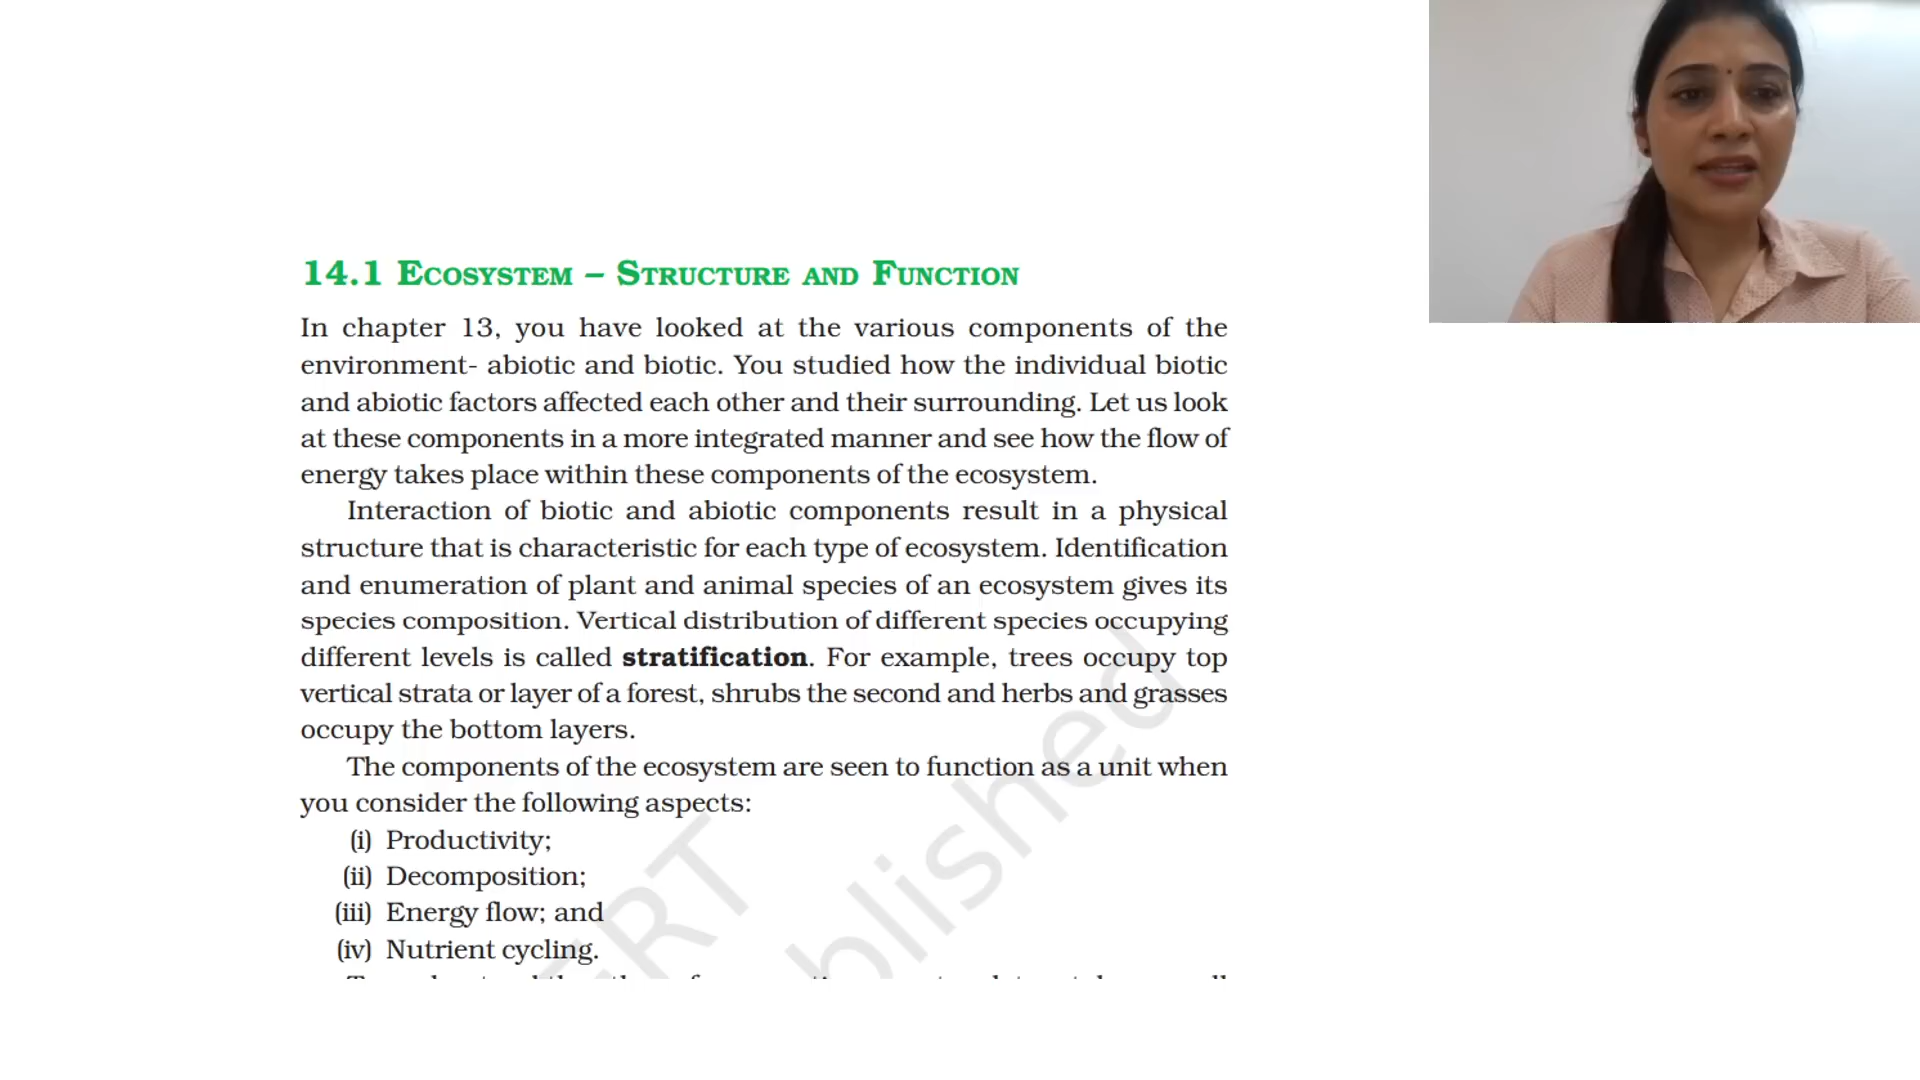 14.1 Ecosystem – Structure and Function
In chapter 13, you have looked at the various components of the
environment- abiotic and biotic. You studied how the individual biotic
and abiotic factors affected each other and their surrounding. Let us look
at these components in a more integrated manner and see how the flow of
energy takes place within these components of the ecosystem.
Interaction of biotic and abiotic components result in a physical
structure that is characteristic for each type of ecosystem. Identification
and enumeration of plant and animal species of an ecosystem gives its
species composition. Vertical distribution of different species occupying
different levels is called stratification. For example, trees occupy top
vertical strata or layer of a forest, shrubs the second and herbs and grasses
occupy the bottom layers.
The components of the ecosystem are seen to function as a unit when
you consider the following aspects:
(i) Productivity;
(ii) Decomposition;
(iii) Energy flow; and
(iv) Nutrient cycling.